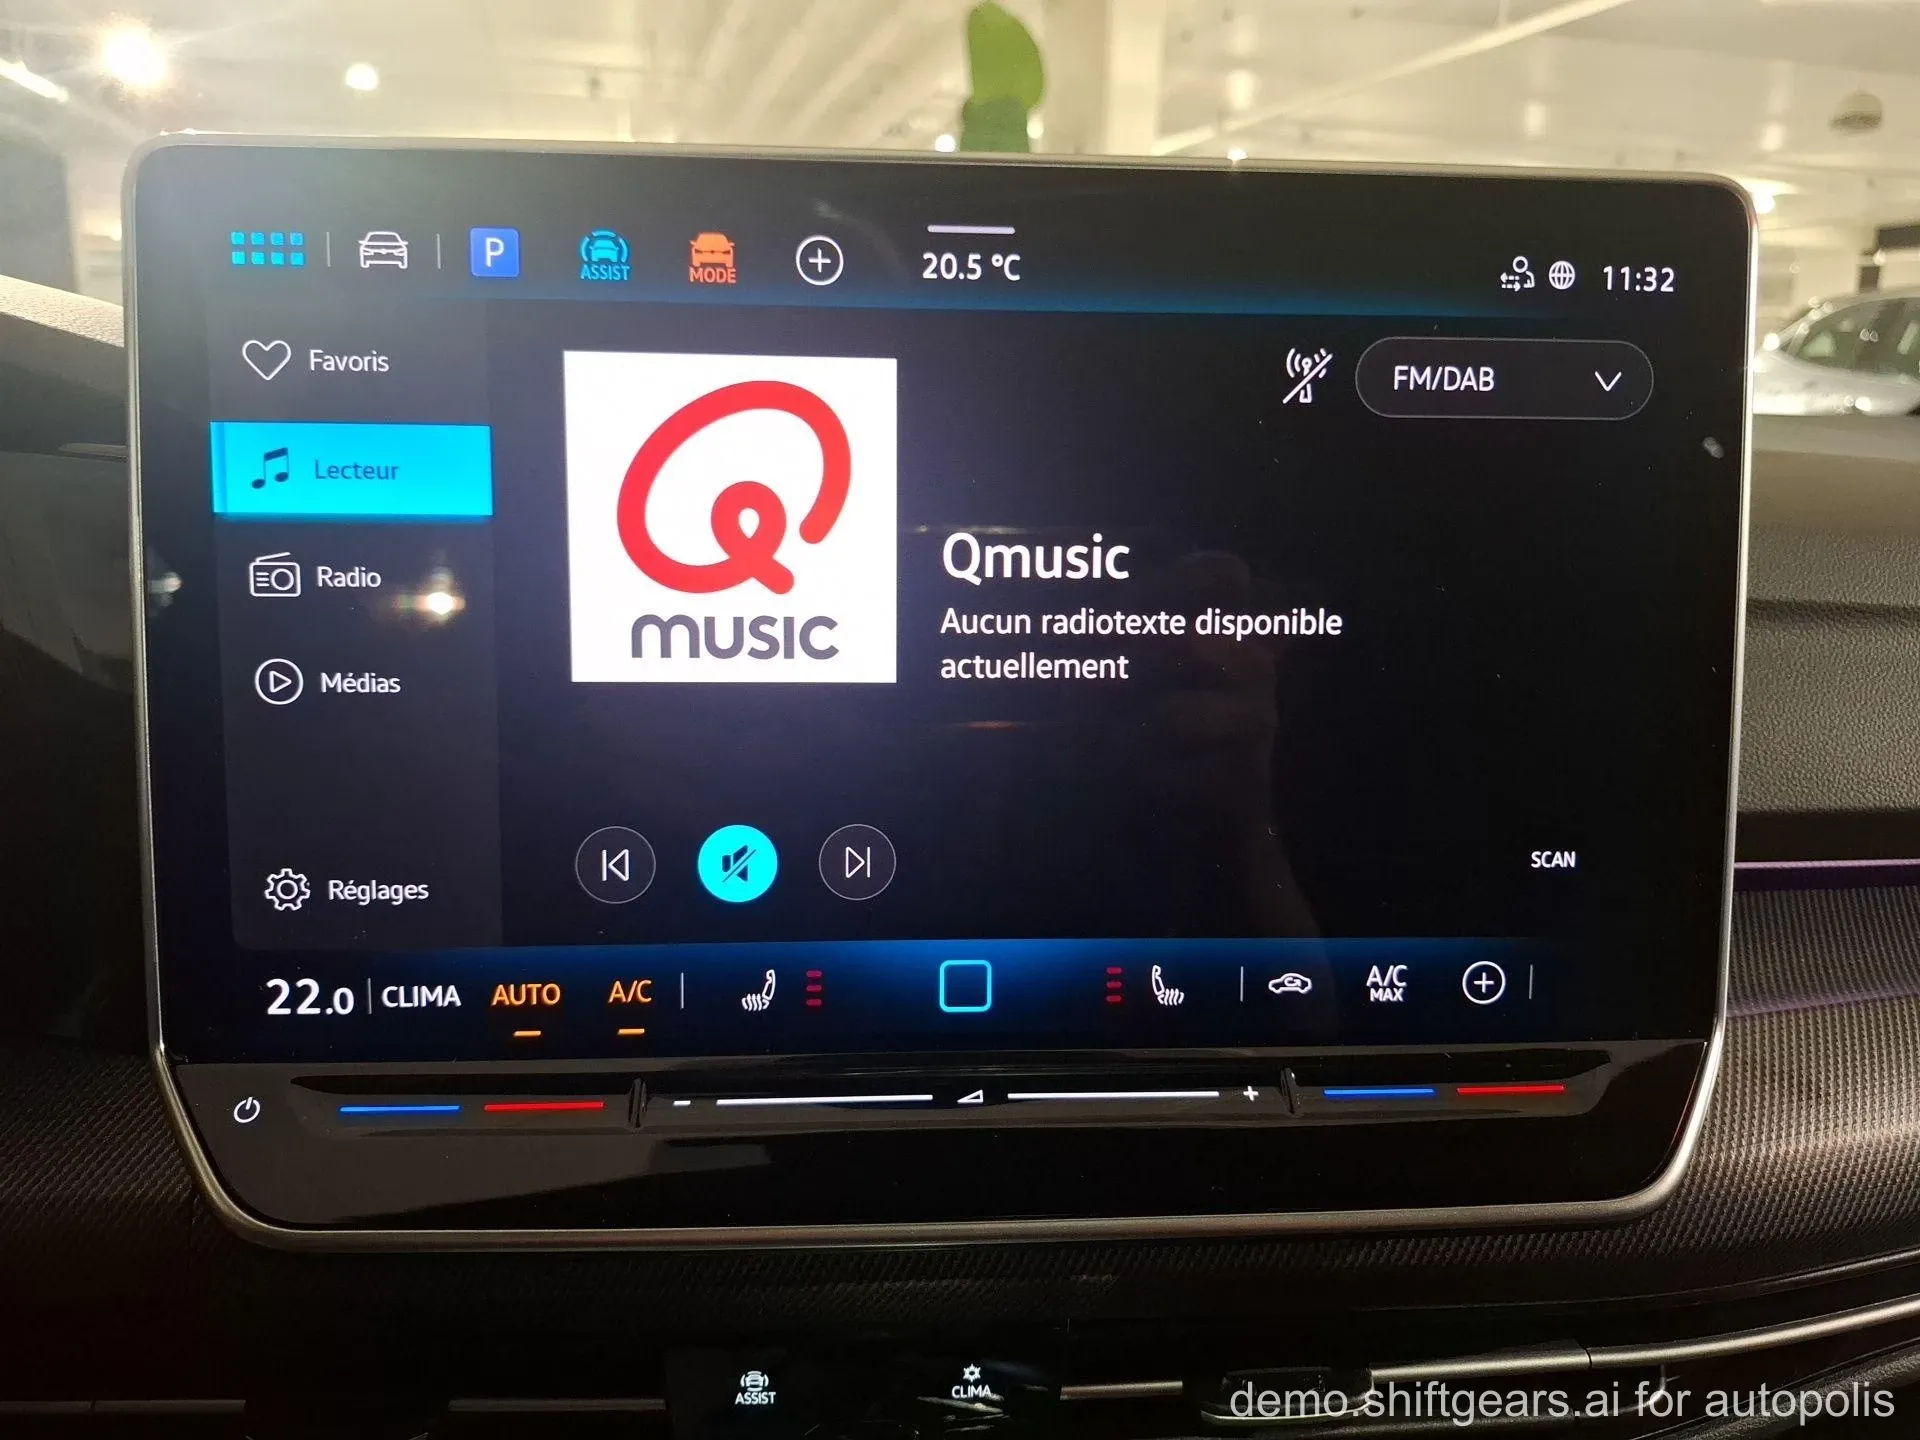 P
ASSIST
MODE
20.5 °C
11:32
Favoris
FM/DAB
Lecteur
Q
MUSIC
Qmusic
Radio
Aucun radiotexte disponible
actuellement
Médias
SCAN
Réglages
22.0 CLIMA AUTO A/C
A/C
MAX
- +
ASSIST
CLIMA
demo.shiftgears.ai for autopolis